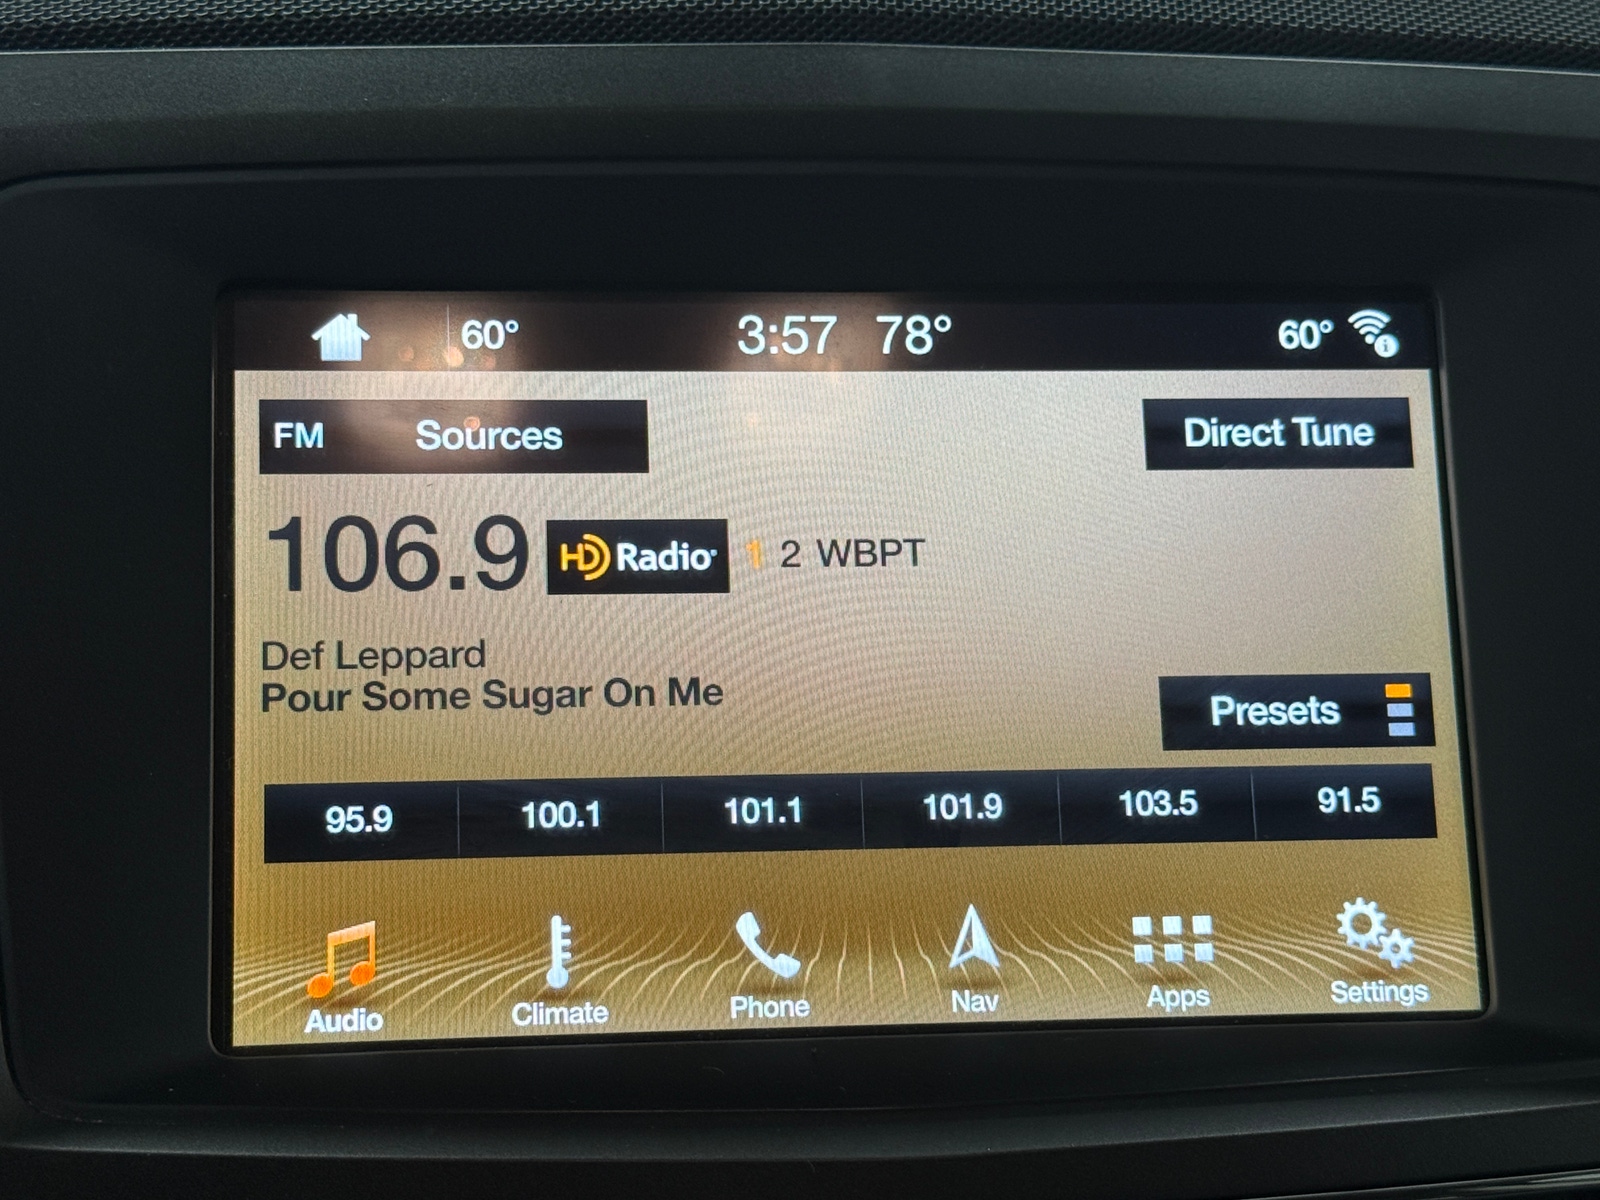 60° 3:57 78° 60°
FM Sources Direct Tune
106.9 HD Radio 1 2 WBPT
Def Leppard
Pour Some Sugar On Me
Presets
95.9 100.1 101.1 101.9 103.5 91.5
Audio Climate Phone Nav Apps Settings